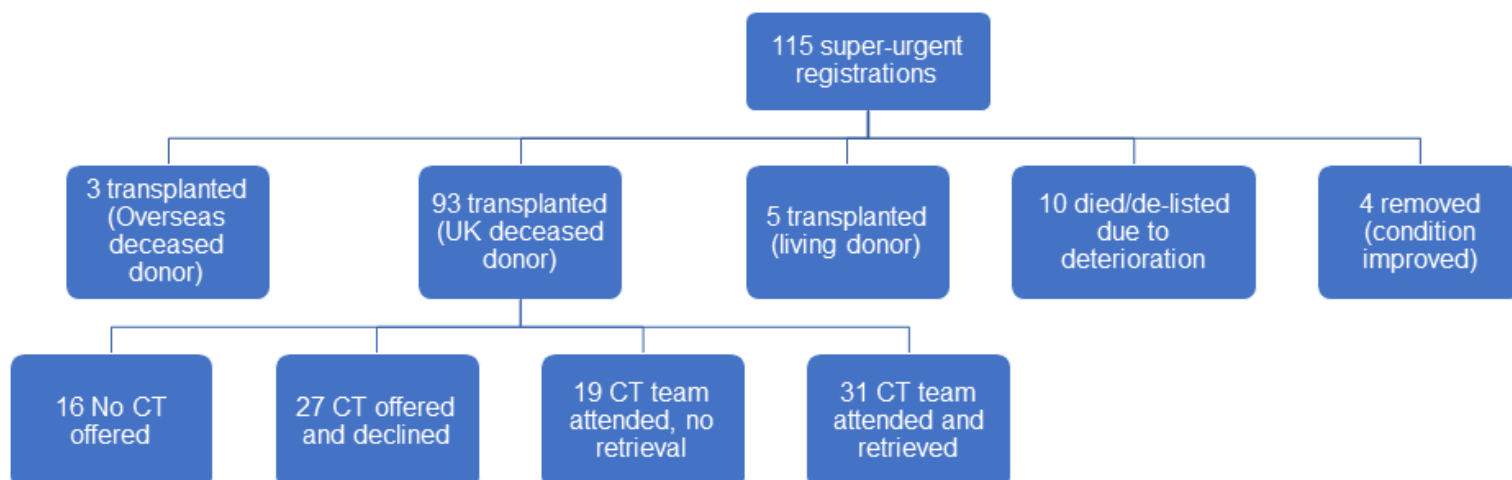 115 super-urgent
registrations
3 transplanted
(Overseas
deceased
donor)
93 transplanted
(UK deceased
donor)
5 transplanted
(living donor)
10 died/de-listed
due to
deterioration
4 removed
(condition
improved)
16 No CT
offered
27 CT offered
and declined
19 CT team
attended, no
retrieval
31 CT team
attended and
retrieved